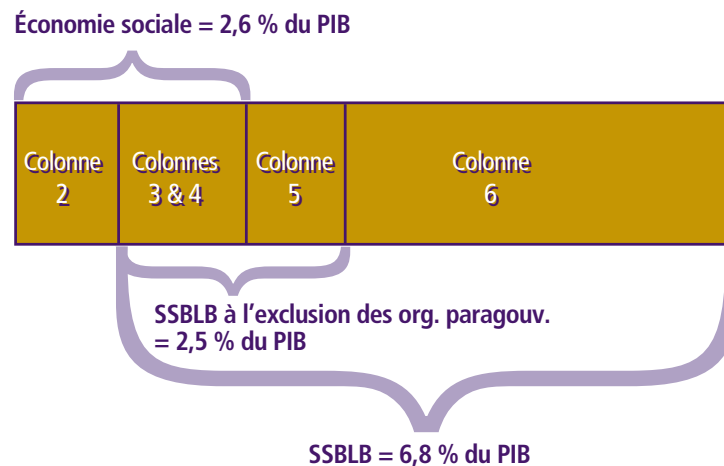 Économie sociale = 2,6 % du PIB
Colonne
2
Colonnes
3 & 4
Colonne
5
Colonne
6
SSBLB à l’exclusion des org. paragouv.
= 2,5 % du PIB
SSBLB = 6,8 % du PIB